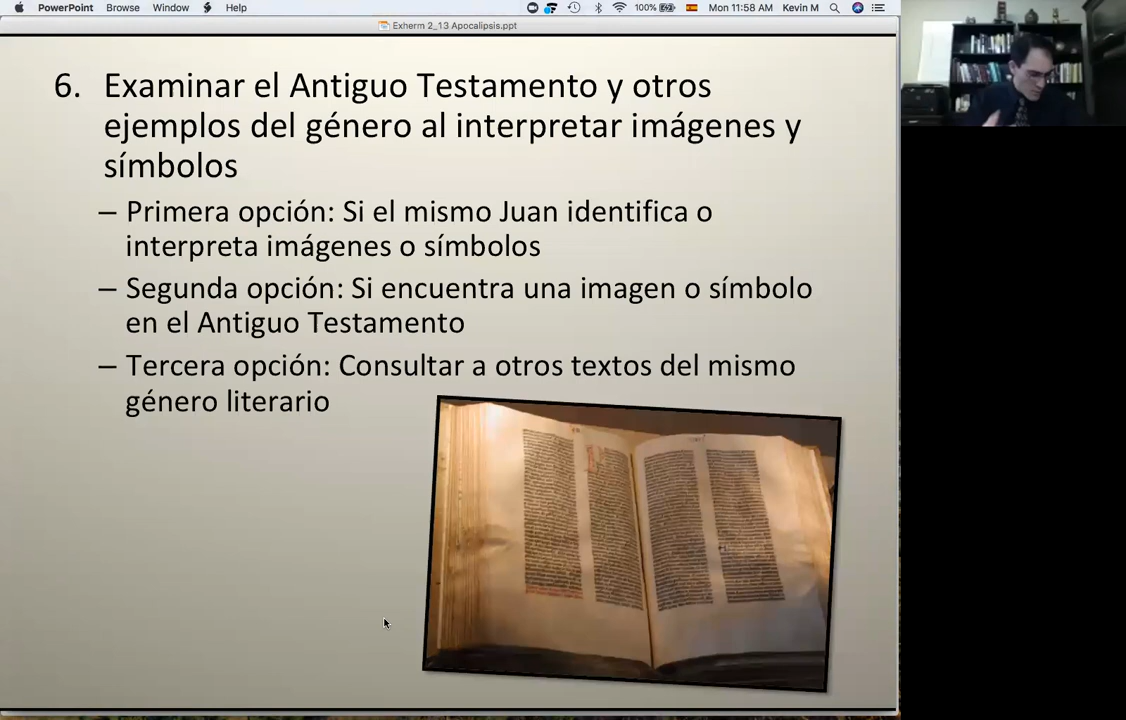 PowerPoint Browse Window Help 100% Mon 11:58 AM Kevin M
Exherm 2_13 Apocalipsis.ppt
6. Examinar el Antiguo Testamento y otros
ejemplos del género al interpretar imágenes y
símbolos
– Primera opción: Si el mismo Juan identifica o
interpreta imágenes o símbolos
– Segunda opción: Si encuentra una imagen o símbolo
en el Antiguo Testamento
– Tercera opción: Consultar a otros textos del mismo
género literario